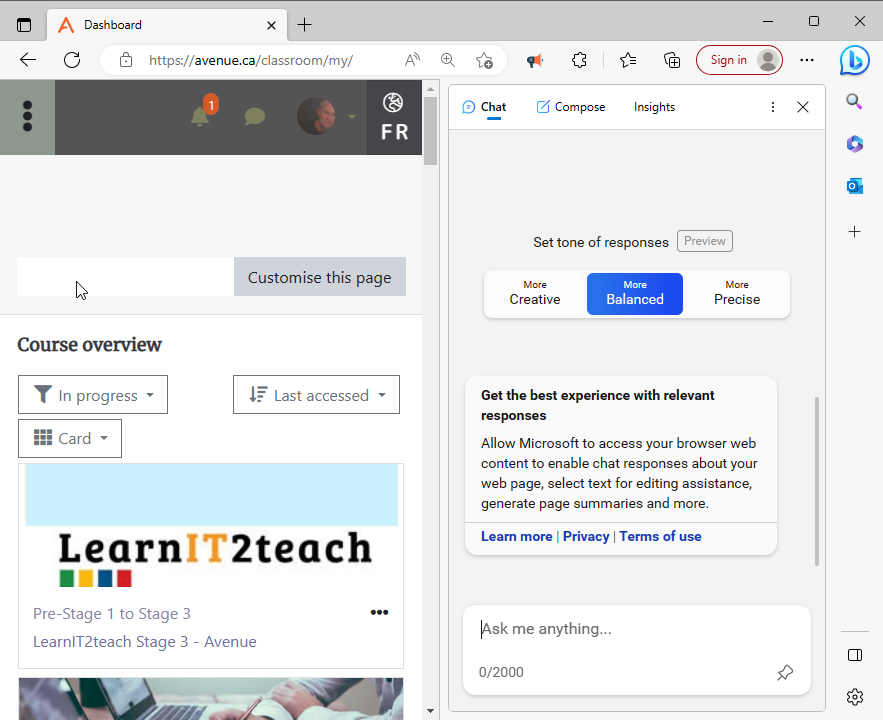 Dashboard
https://avenue.ca/classroom/my/
Sign in
1
FR
Customise this page
Course overview
In progress
Last accessed
Card
LearnIT2teach
Pre-Stage 1 to Stage 3
LearnIT2teach Stage 3 - Avenue
Chat
Compose
Insights
Set tone of responses
Preview
More
Creative
More
Balanced
More
Precise
Get the best experience with relevant
responses
Allow Microsoft to access your browser web
content to enable chat responses about your
web page, select text for editing assistance,
generate page summaries and more.
Learn more | Privacy | Terms of use
Ask me anything...
0/2000